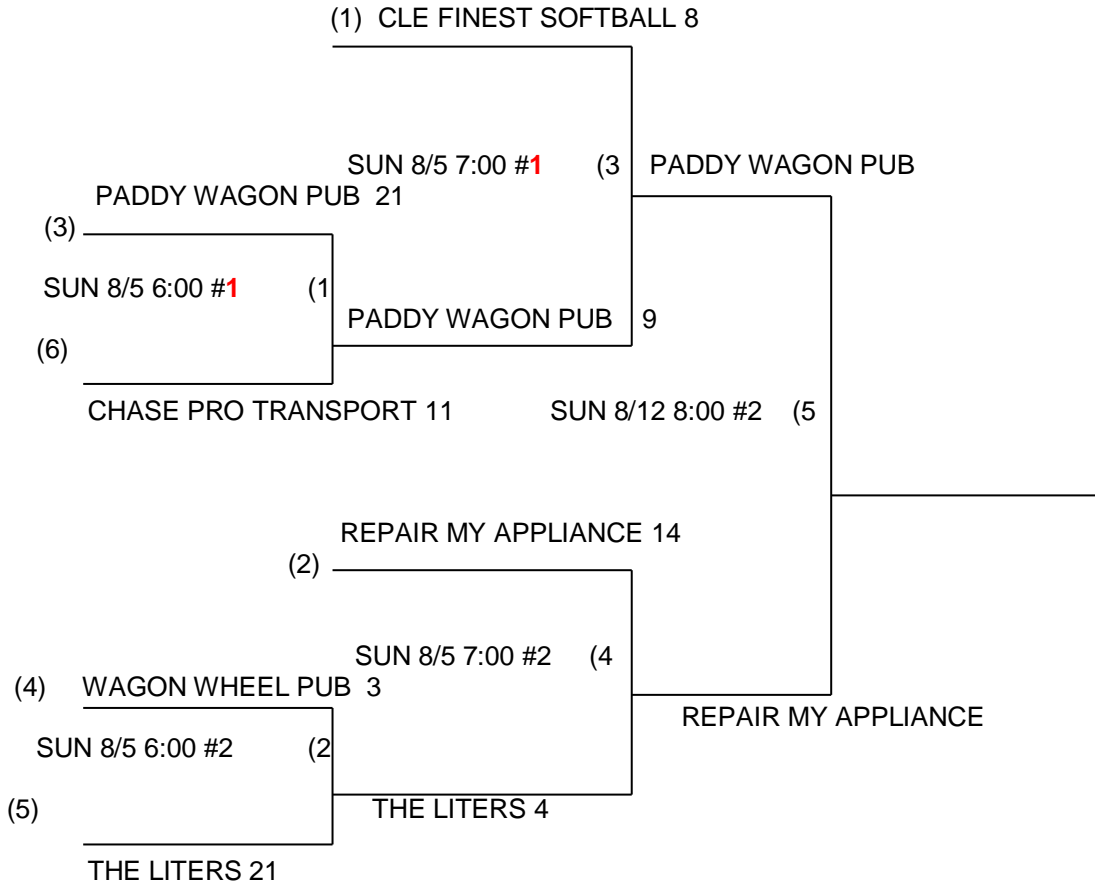 (1) CLE FINEST SOFTBALL 8
SUN 8/5 7:00 #1 (3
PADDY WAGON PUB
PADDY WAGON PUB 21
(3)
SUN 8/5 6:00 #1 (1
PADDY WAGON PUB 9
(6)
CHASE PRO TRANSPORT 11
SUN 8/12 8:00 #2 (5
REPAIR MY APPLIANCE 14
(2)
SUN 8/5 7:00 #2 (4
(4) WAGON WHEEL PUB 3
REPAIR MY APPLIANCE
SUN 8/5 6:00 #2 (2
(5)
THE LITERS 4
THE LITERS 21